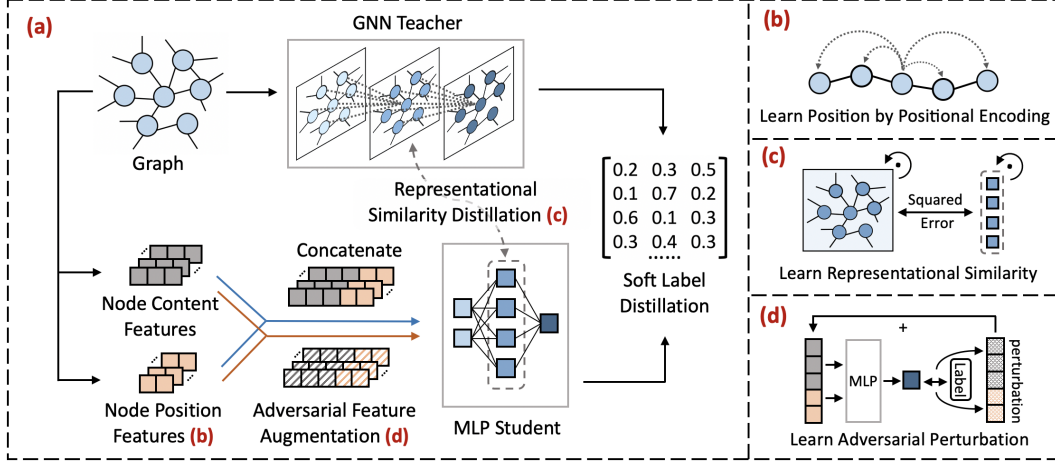 (a)
GNN Teacher
Graph
Representational
Similarity Distillation (c)
0.2 0.3 0.5
0.1 0.7 0.2
0.6 0.1 0.3
0.3 0.4 0.3
......
Soft Label
Distillation
Node Content
Features
Concatenate
Node Position
Features (b)
Adversarial Feature
Augmentation (d)
MLP Student
(b)
Learn Position by Positional Encoding
(c)
Squared
Error
Learn Representational Similarity
(d)
+
MLP
Label
perturbation
Learn Adversarial Perturbation